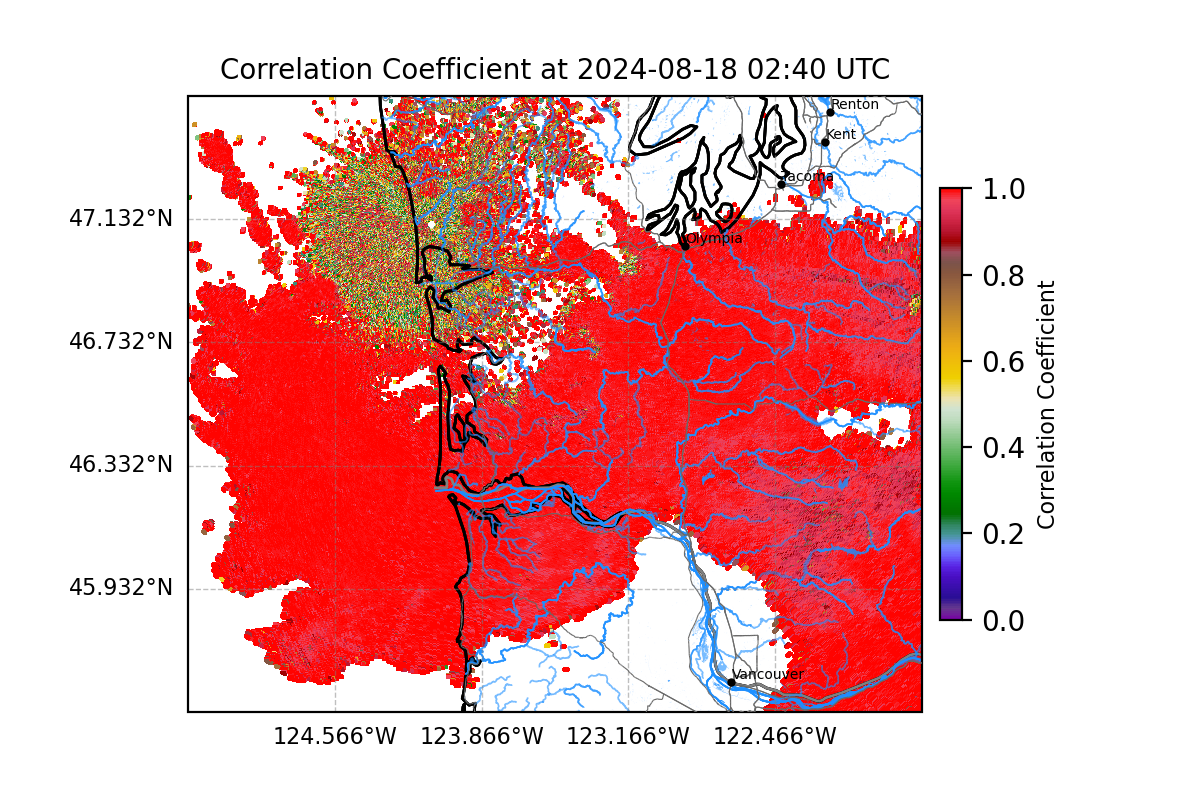 Correlation Coefficient at 2024-08-18 02:40 UTC
Renton
Kent
Tacoma
Olympia
Vancouver
47.132°N
46.732°N
46.332°N
45.932°N
124.566°W
123.866°W
123.166°W
122.466°W
1.0
0.8
0.6
0.4
0.2
0.0
Correlation Coefficient